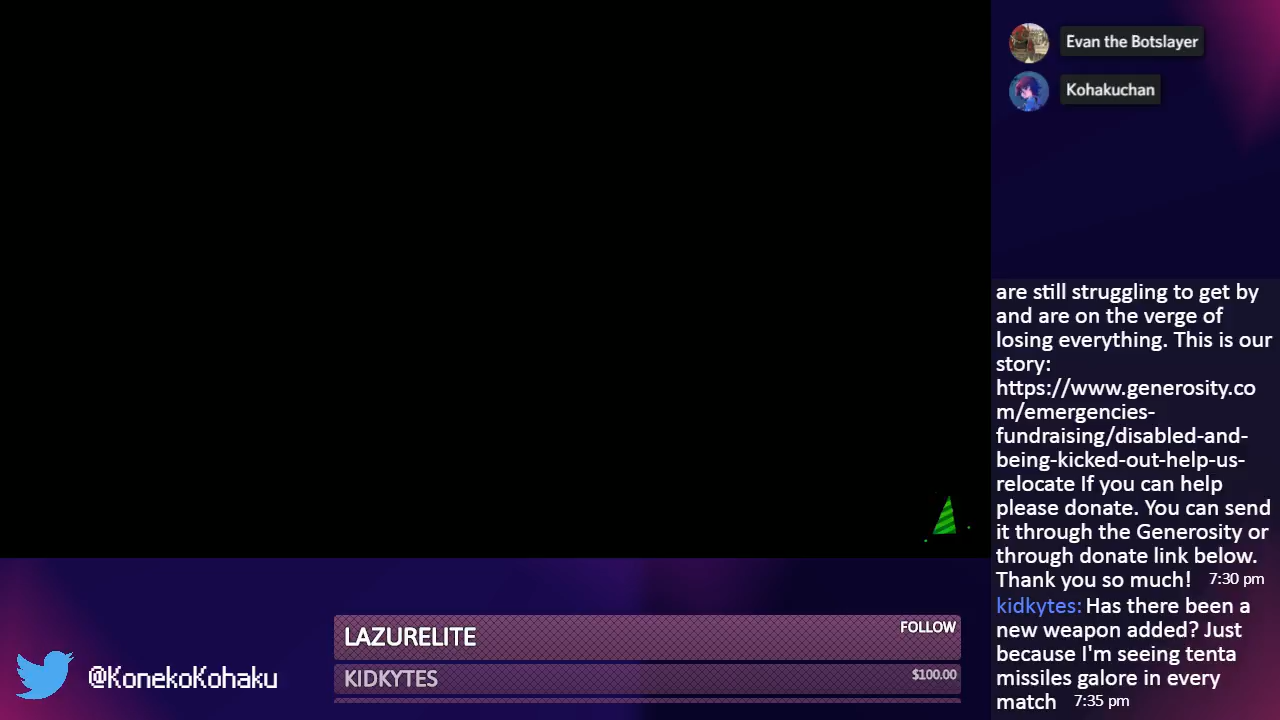 Evan the Botslayer
Kohakuchan
are still struggling to get by
and are on the verge of
losing everything. This is our
story:
https://www.generosity.co
m/emergencies-
fundraising/disabled-and-
being-kicked-out-help-us-
relocate If you can help
please donate. You can send
it through the Generosity or
through donate link below.
Thank you so much! 7:30 pm
kidkytes: Has there been a
new weapon added? Just
because I'm seeing tenta
missiles galore in every
match 7:35 pm
LAZURELITE FOLLOW
KIDKYTES $100.00
@KonekoKohaku